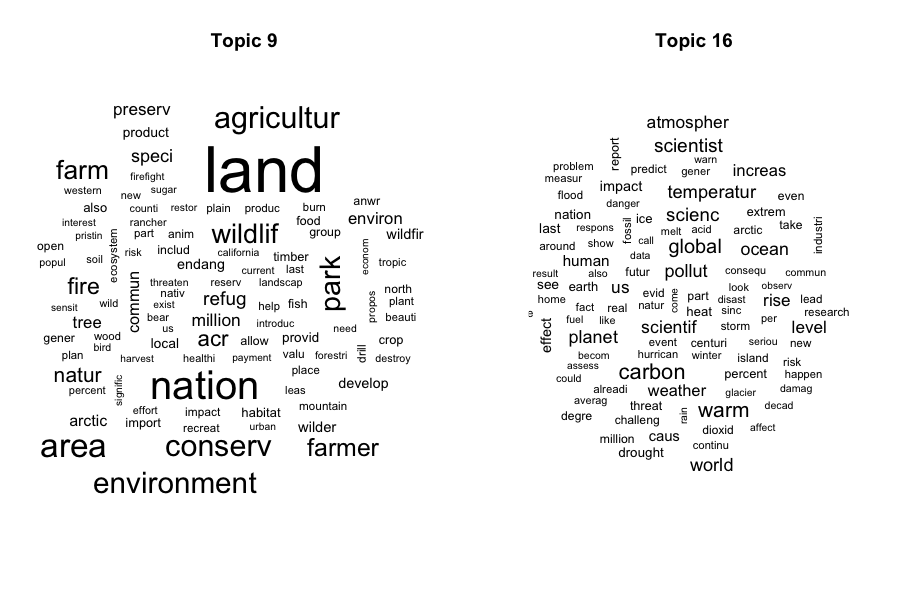 Topic 9
preserv
agricultur
product
land
speci
farm
firefight
western
sugar
new
also
counti
restor
plain
produc
burn
anwr
food
environ
interest
rancher
pristin
part
anim
wildlif
group
wildfir
open
ecosystem
risk
includ
california
timber
econom
popul
soil
endang
current
last
park
tropic
fire
commun
threaten
reserv
landscap
nativ
north
sensit
wild
exist
refug
help
fish
propos
plant
bear
beauti
tree
us
million
introduc
need
gener
wood
local
acr
allow
provid
crop
bird
plan
harvest
healthi
payment
valu
forestri
drill
destroy
place
natur
percent
signific
nation
leas
develop
mountain
effort
impact
habitat
arctic
import
recreat
urban
wilder
area
conserv
farmer
environment
Topic 16
atmospher
report
scientist
warn
problem
predict
gener
increas
measur
flood
impact
temperatur
even
danger
nation
fossil
ice
scienc
extrem
last
respons
melt
acid
arctic
take
industri
around
show
call
global
ocean
data
human
result
also
futur
pollut
consequ
commun
see
earth
us
evid
come
part
look
observ
home
natur
disast
rise
lead
e
fact
real
heat
sinc
per
research
effect
fuel
like
scientif
storm
level
planet
event
centuri
seriou
new
becom
hurrican
winter
island
risk
assess
could
carbon
percent
happen
alreadi
weather
glacier
damag
averag
threat
rain
warm
decad
degre
challeng
dioxid
affect
million
caus
continu
drought
world